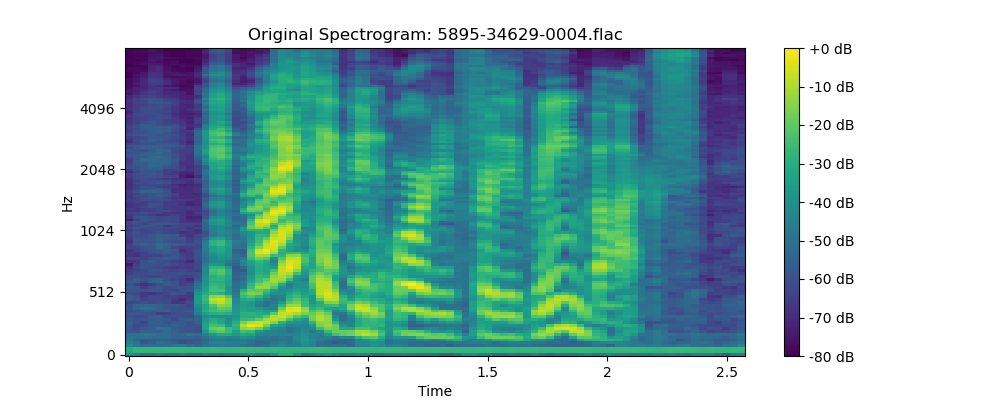 Original Spectrogram: 5895-34629-0004.flac
Hz
4096
2048
1024
512
0
0
0.5
1
1.5
2
2.5
Time
+0 dB
-10 dB
-20 dB
-30 dB
-40 dB
-50 dB
-60 dB
-70 dB
-80 dB